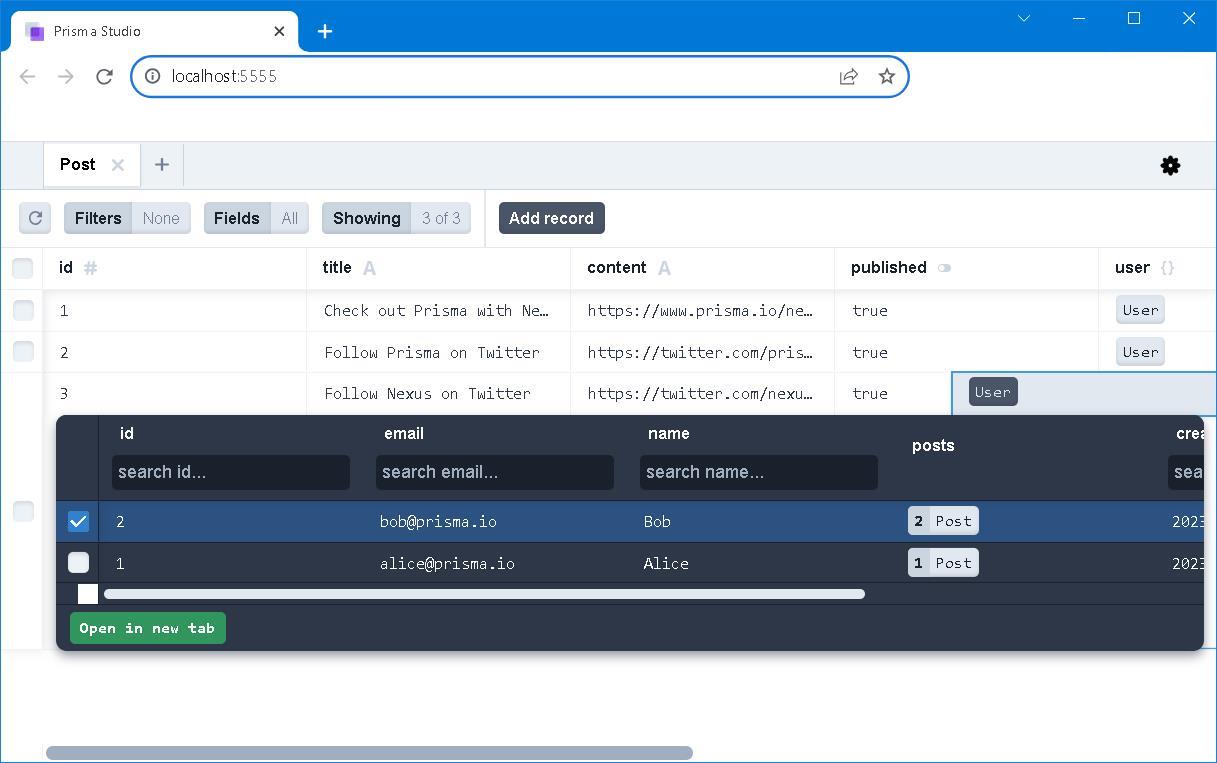 Prisma Studio
localhost:5555
Post
Filters None Fields All Showing 3 of 3 Add record
id # title A content A published user {}
1 Check out Prisma with Ne… https://www.prisma.io/ne… true User
2 Follow Prisma on Twitter https://twitter.com/pris… true User
3 Follow Nexus on Twitter https://twitter.com/nexu… true User
id email name posts crea
search id... search email... search name... sea
2 bob@prisma.io Bob 2 Post 2023
1 alice@prisma.io Alice 1 Post 2023
Open in new tab